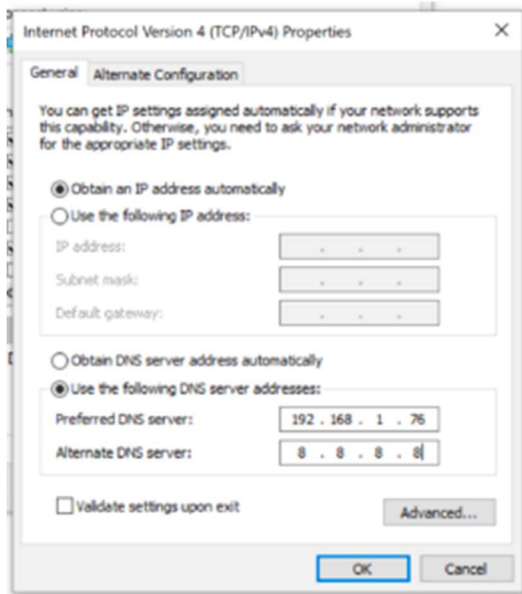 Internet Protocol Version 4 (TCP/IPv4) Properties
General
Alternate Configuration
You can get IP settings assigned automatically if your network supports
this capability. Otherwise, you need to ask your network administrator
for the appropriate IP settings.
Obtain an IP address automatically
Use the following IP address:
IP address:
Subnet mask:
Default gateway:
Obtain DNS server address automatically
Use the following DNS server addresses:
Preferred DNS server: 192 . 168 . 1 . 76
Alternate DNS server: 8 . 8 . 8 . 8
Validate settings upon exit
Advanced...
OK Cancel